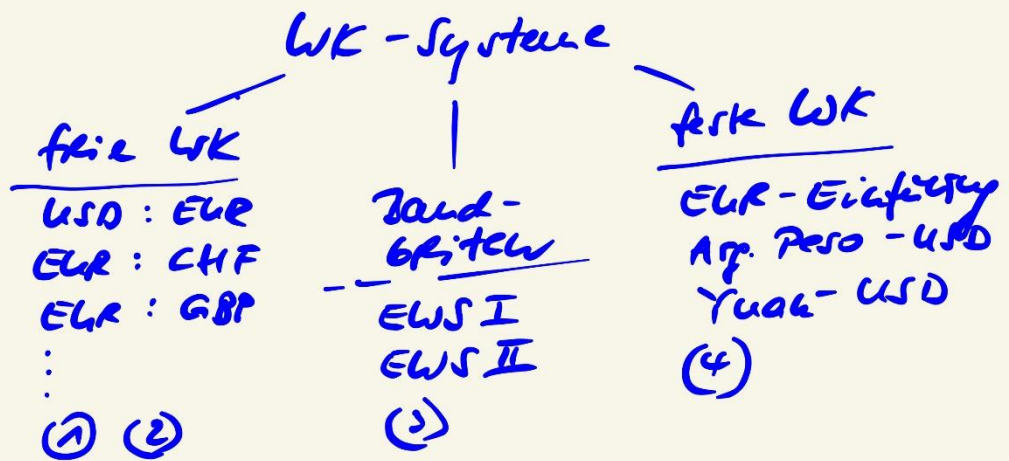 WK-Systeme
freie WK
USD : EUR
EUR : CHF
EUR : GBP
:
:
(1) (2)
Band-
breiten
EWS I
EWS II
(3)
feste WK
EUR-Einführung
Arg. Peso - USD
Yuan - USD
(4)